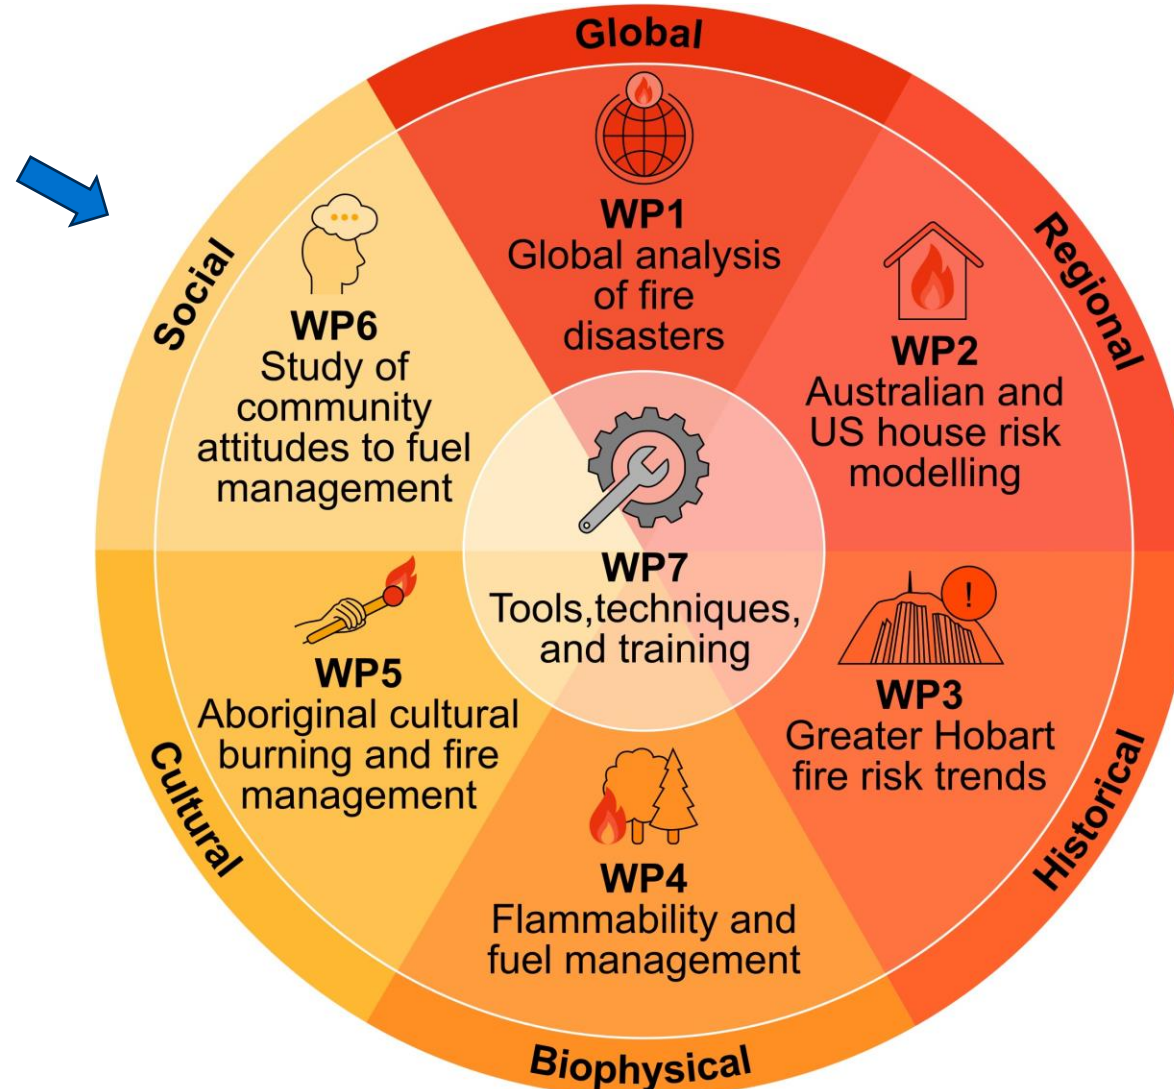 Global
WP1
Global analysis
of fire
disasters
Regional
WP2
Australian and
US house risk
modelling
Historical
!
WP3
Greater Hobart
fire risk trends
Biophysical
WP4
Flammability and
fuel management
Cultural
WP5
Aboriginal cultural
burning and fire
management
Social
WP6
Study of
community
attitudes to fuel
management
WP7
Tools,techniques,
and training